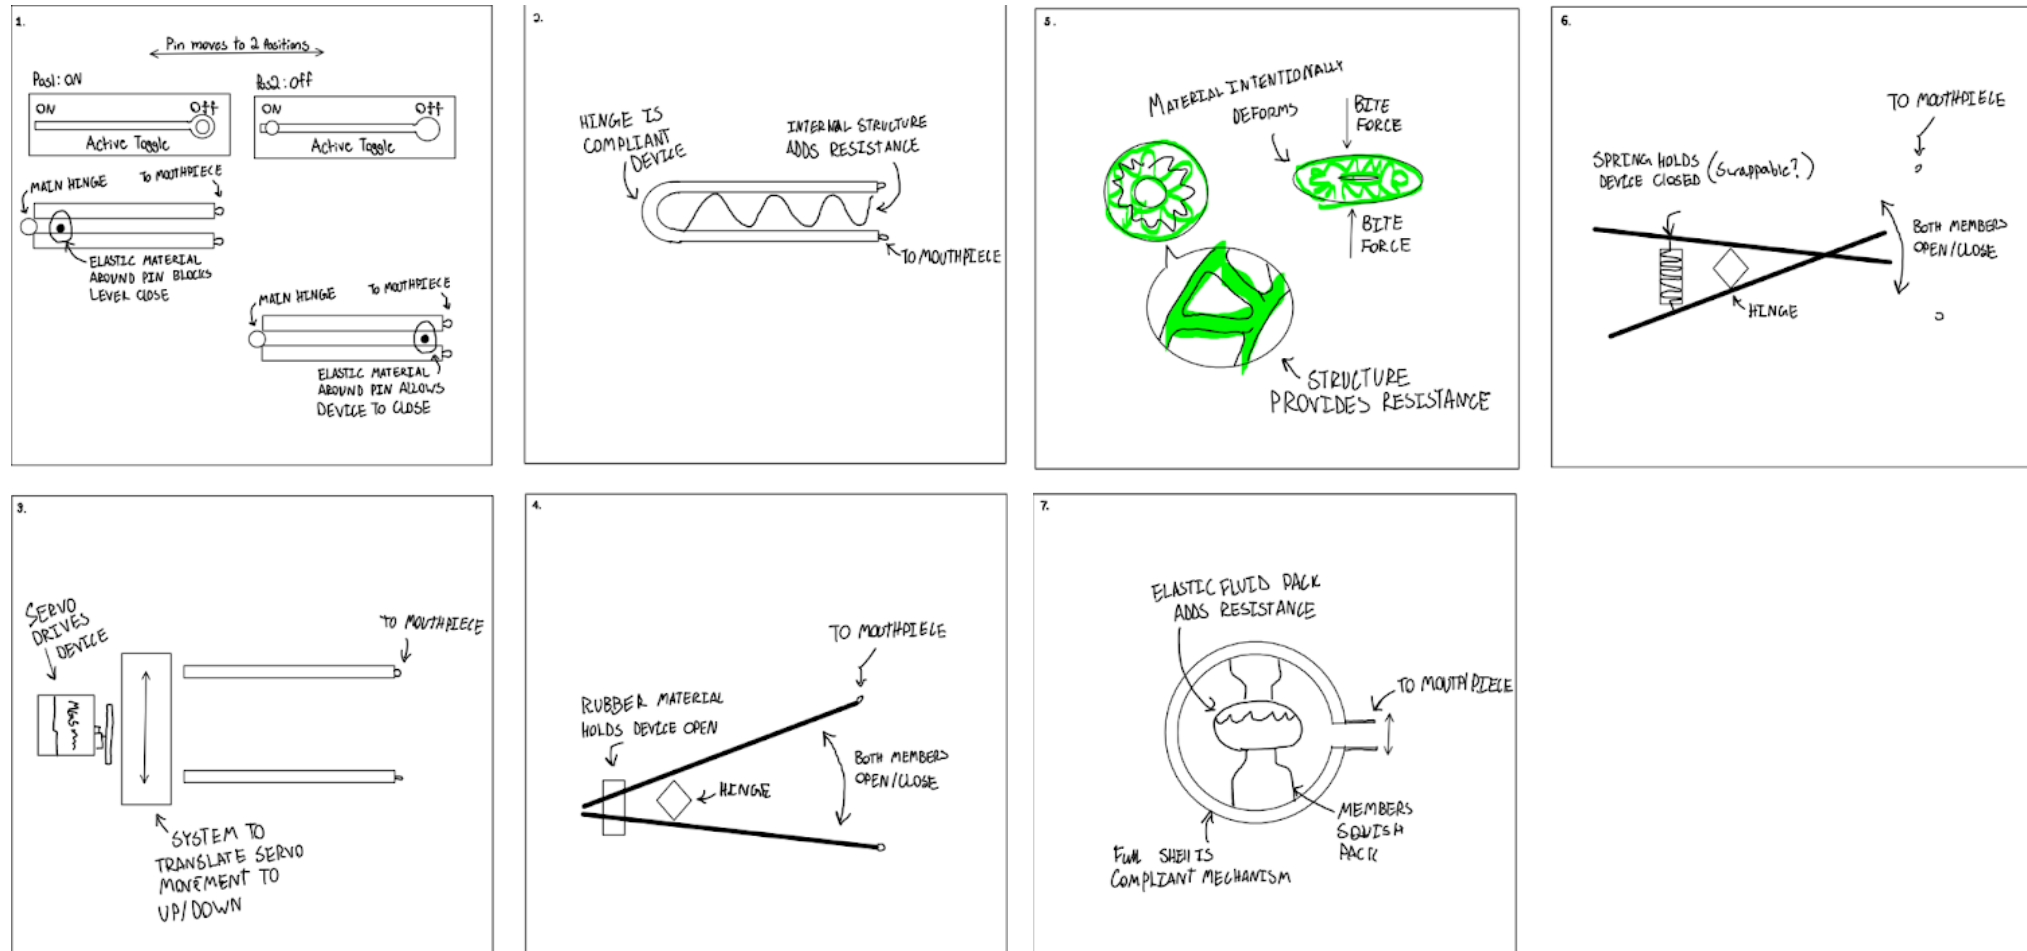 1.
Pin moves to 2 Positions
Pos1: ON
Pos2: Off
ON Off
Active Toggle
ON Off
Active Toggle
MAIN HINGE
To MOUTHPIECE
ELASTIC MATERIAL
AROUND PIN BLOCKS
LEVER CLOSE
MAIN HINGE
To MOUTHPIECE
ELASTIC MATERIAL
AROUND PIN ALLOWS
DEVICE TO CLOSE
2.
HINGE IS
COMPLIANT
DEVICE
INTERNAL STRUCTURE
ADDS RESISTANCE
TO MOUTHPIECE
5.
MATERIAL INTENTIONALLY
DEFORMS
BITE
FORCE
BITE
FORCE
STRUCTURE
PROVIDES RESISTANCE
6.
TO MOUTHPIECE
SPRING HOLDS
DEVICE CLOSED (Swappable?)
BOTH MEMBERS
OPEN/CLOSE
HINGE
3.
SERVO
DRIVES
DEVICE
TO MOUTHPIECE
SYSTEM TO
TRANSLATE SERVO
MOVEMENT TO
UP/DOWN
4.
TO MOUTHPIECE
RUBBER MATERIAL
HOLDS DEVICE OPEN
BOTH MEMBERS
OPEN/CLOSE
HINGE
7.
ELASTIC FLUID PACK
ADDS RESISTANCE
TO MOUTHPIECE
MEMBERS
SQUISH
PACK
Full SHELL IS
COMPLIANT MECHANISM